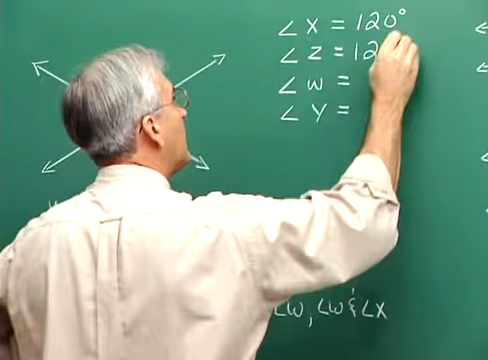 ∠ X = 120°
∠ Z = 12
∠ W =
∠ Y =
∠W, ∠W & ∠X